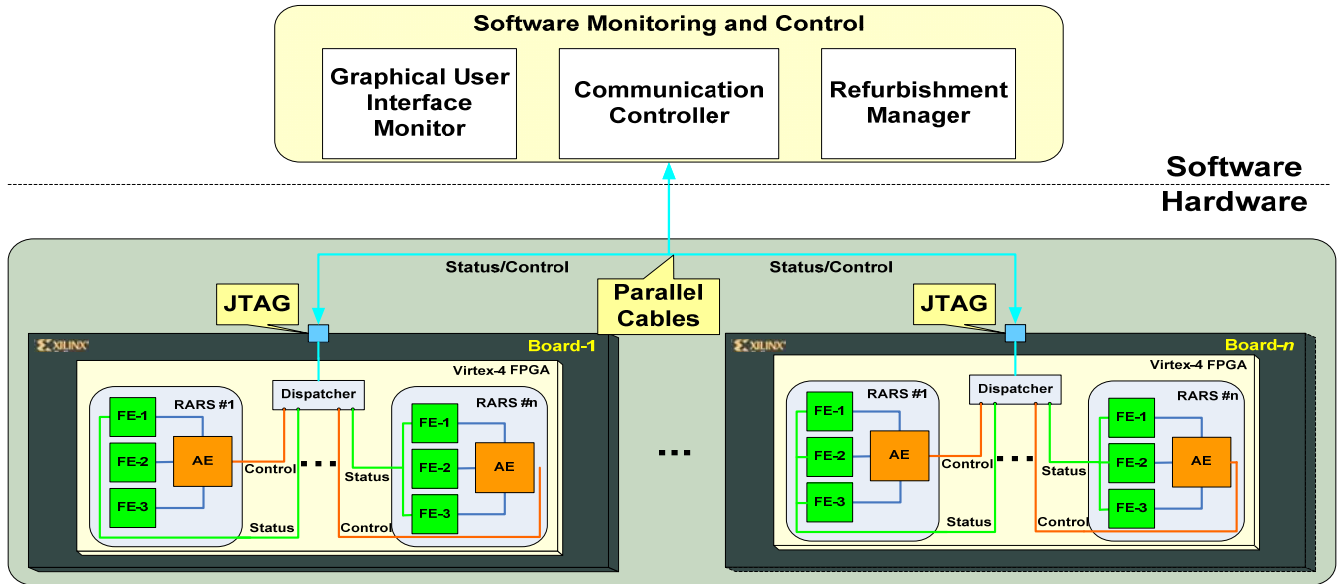 Software Monitoring and Control
Graphical User
Interface
Monitor
Communication
Controller
Refurbishment
Manager
Software
Hardware
Status/Control
Status/Control
Parallel
Cables
JTAG
JTAG
XILINX®
Board-1
Virtex-4 FPGA
RARS #1
FE-1
FE-2
FE-3
AE
Dispatcher
Control
Status
...
Status
Control
RARS #n
FE-1
FE-2
FE-3
AE
...
XILINX®
Board-n
Virtex-4 FPGA
RARS #1
FE-1
FE-2
FE-3
AE
Dispatcher
Control
Status
...
Status
Control
RARS #n
FE-1
FE-2
FE-3
AE